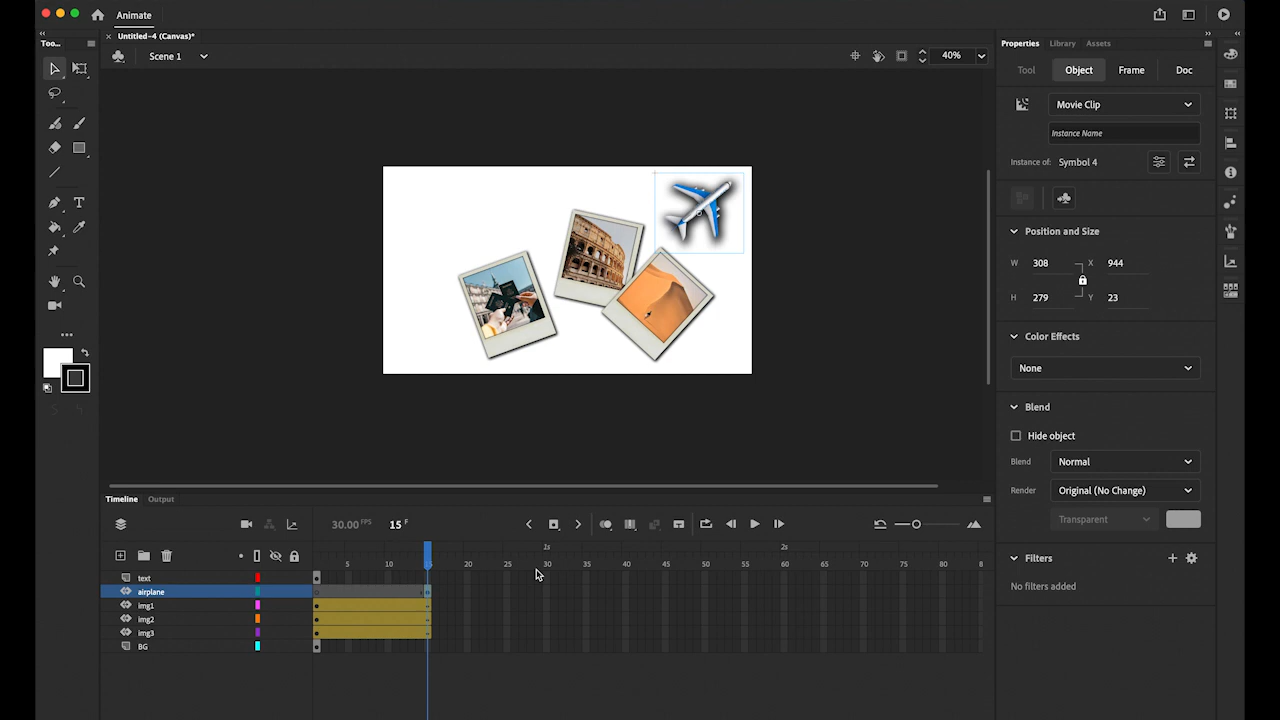 Animate
× Untitled-4 (Canvas)*
Scene 1
40%
Too...
Properties Library Assets
Tool Object Frame Doc
Movie Clip
Instance Name
Instance of: Symbol 4
Position and Size
W 308 X 944
H 279 Y 23
Color Effects
None
Blend
Hide object
Blend Normal
Render Original (No Change)
Transparent
Filters
No filters added
Timeline Output
30.00 FPS 15 F
1s 2s
5 10 15 20 25 30 35 40 45 50 55 60 65 70 75 80 8
text
airplane
img1
img2
img3
BG